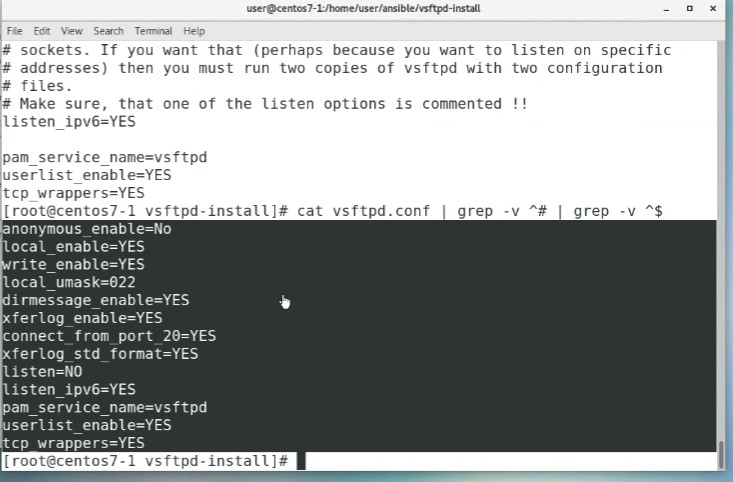 user@centos7-1:/home/user/ansible/vsftpd-install
File Edit View Search Terminal Help
# sockets. If you want that (perhaps because you want to listen on specific
# addresses) then you must run two copies of vsftpd with two configuration
# files.
# Make sure, that one of the listen options is commented !!
listen_ipv6=YES

pam_service_name=vsftpd
userlist_enable=YES
tcp_wrappers=YES
[root@centos7-1 vsftpd-install]# cat vsftpd.conf | grep -v ^# | grep -v ^$
anonymous_enable=No
local_enable=YES
write_enable=YES
local_umask=022
dirmessage_enable=YES
xferlog_enable=YES
connect_from_port_20=YES
xferlog_std_format=YES
listen=NO
listen_ipv6=YES
pam_service_name=vsftpd
userlist_enable=YES
tcp_wrappers=YES
[root@centos7-1 vsftpd-install]#